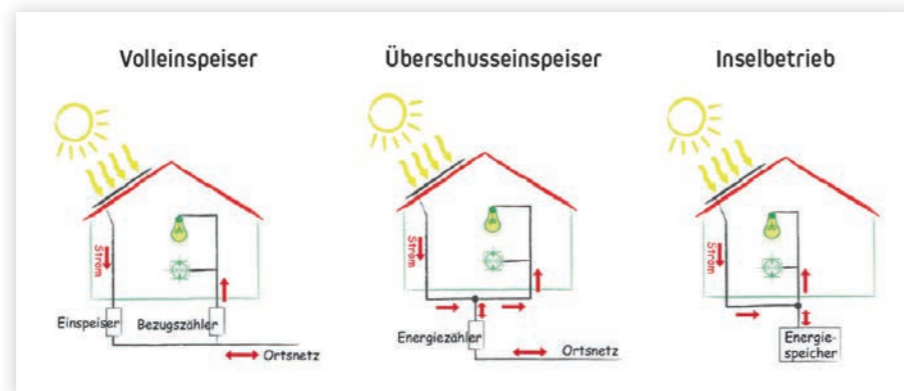 Volleinspeiser
Strom
Einspeiser
Bezugszähler
Ortsnetz
Überschusseinspeiser
Strom
Energiezähler
Ortsnetz
Inselbetrieb
Strom
Energie-
speicher